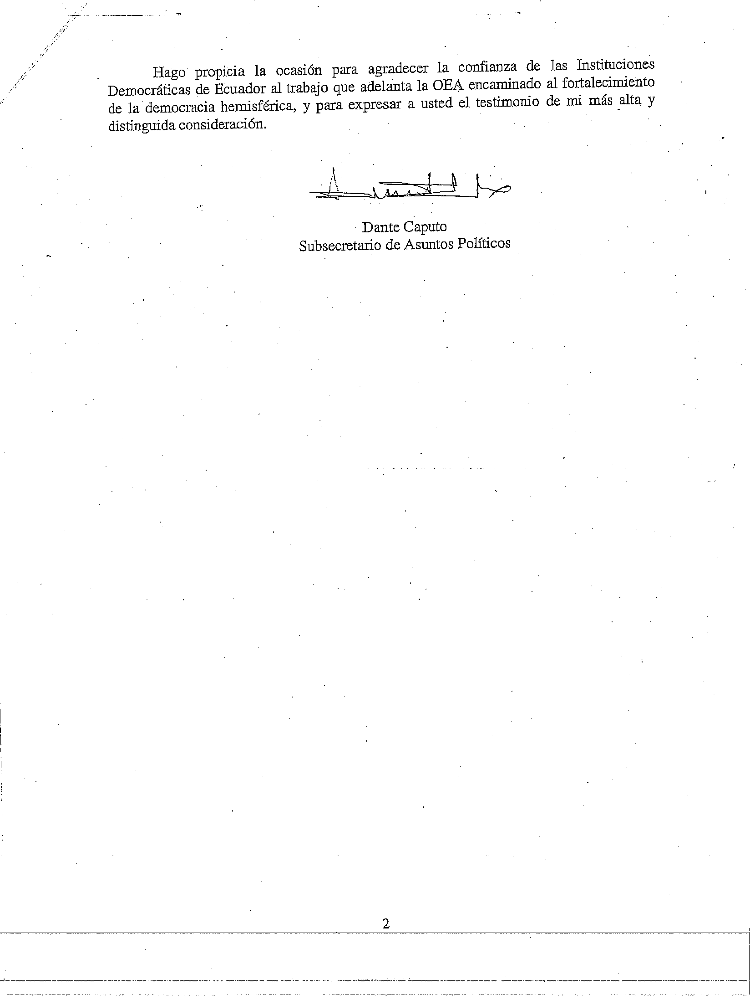 Hago propicia la ocasión para agradecer la confianza de las Instituciones
Democráticas de Ecuador al trabajo que adelanta la OEA encaminado al fortalecimiento
de la democracia hemisférica, y para expresar a usted el testimonio de mi más alta y
distinguida consideración.
Dante Caputo
Subsecretario de Asuntos Políticos
2